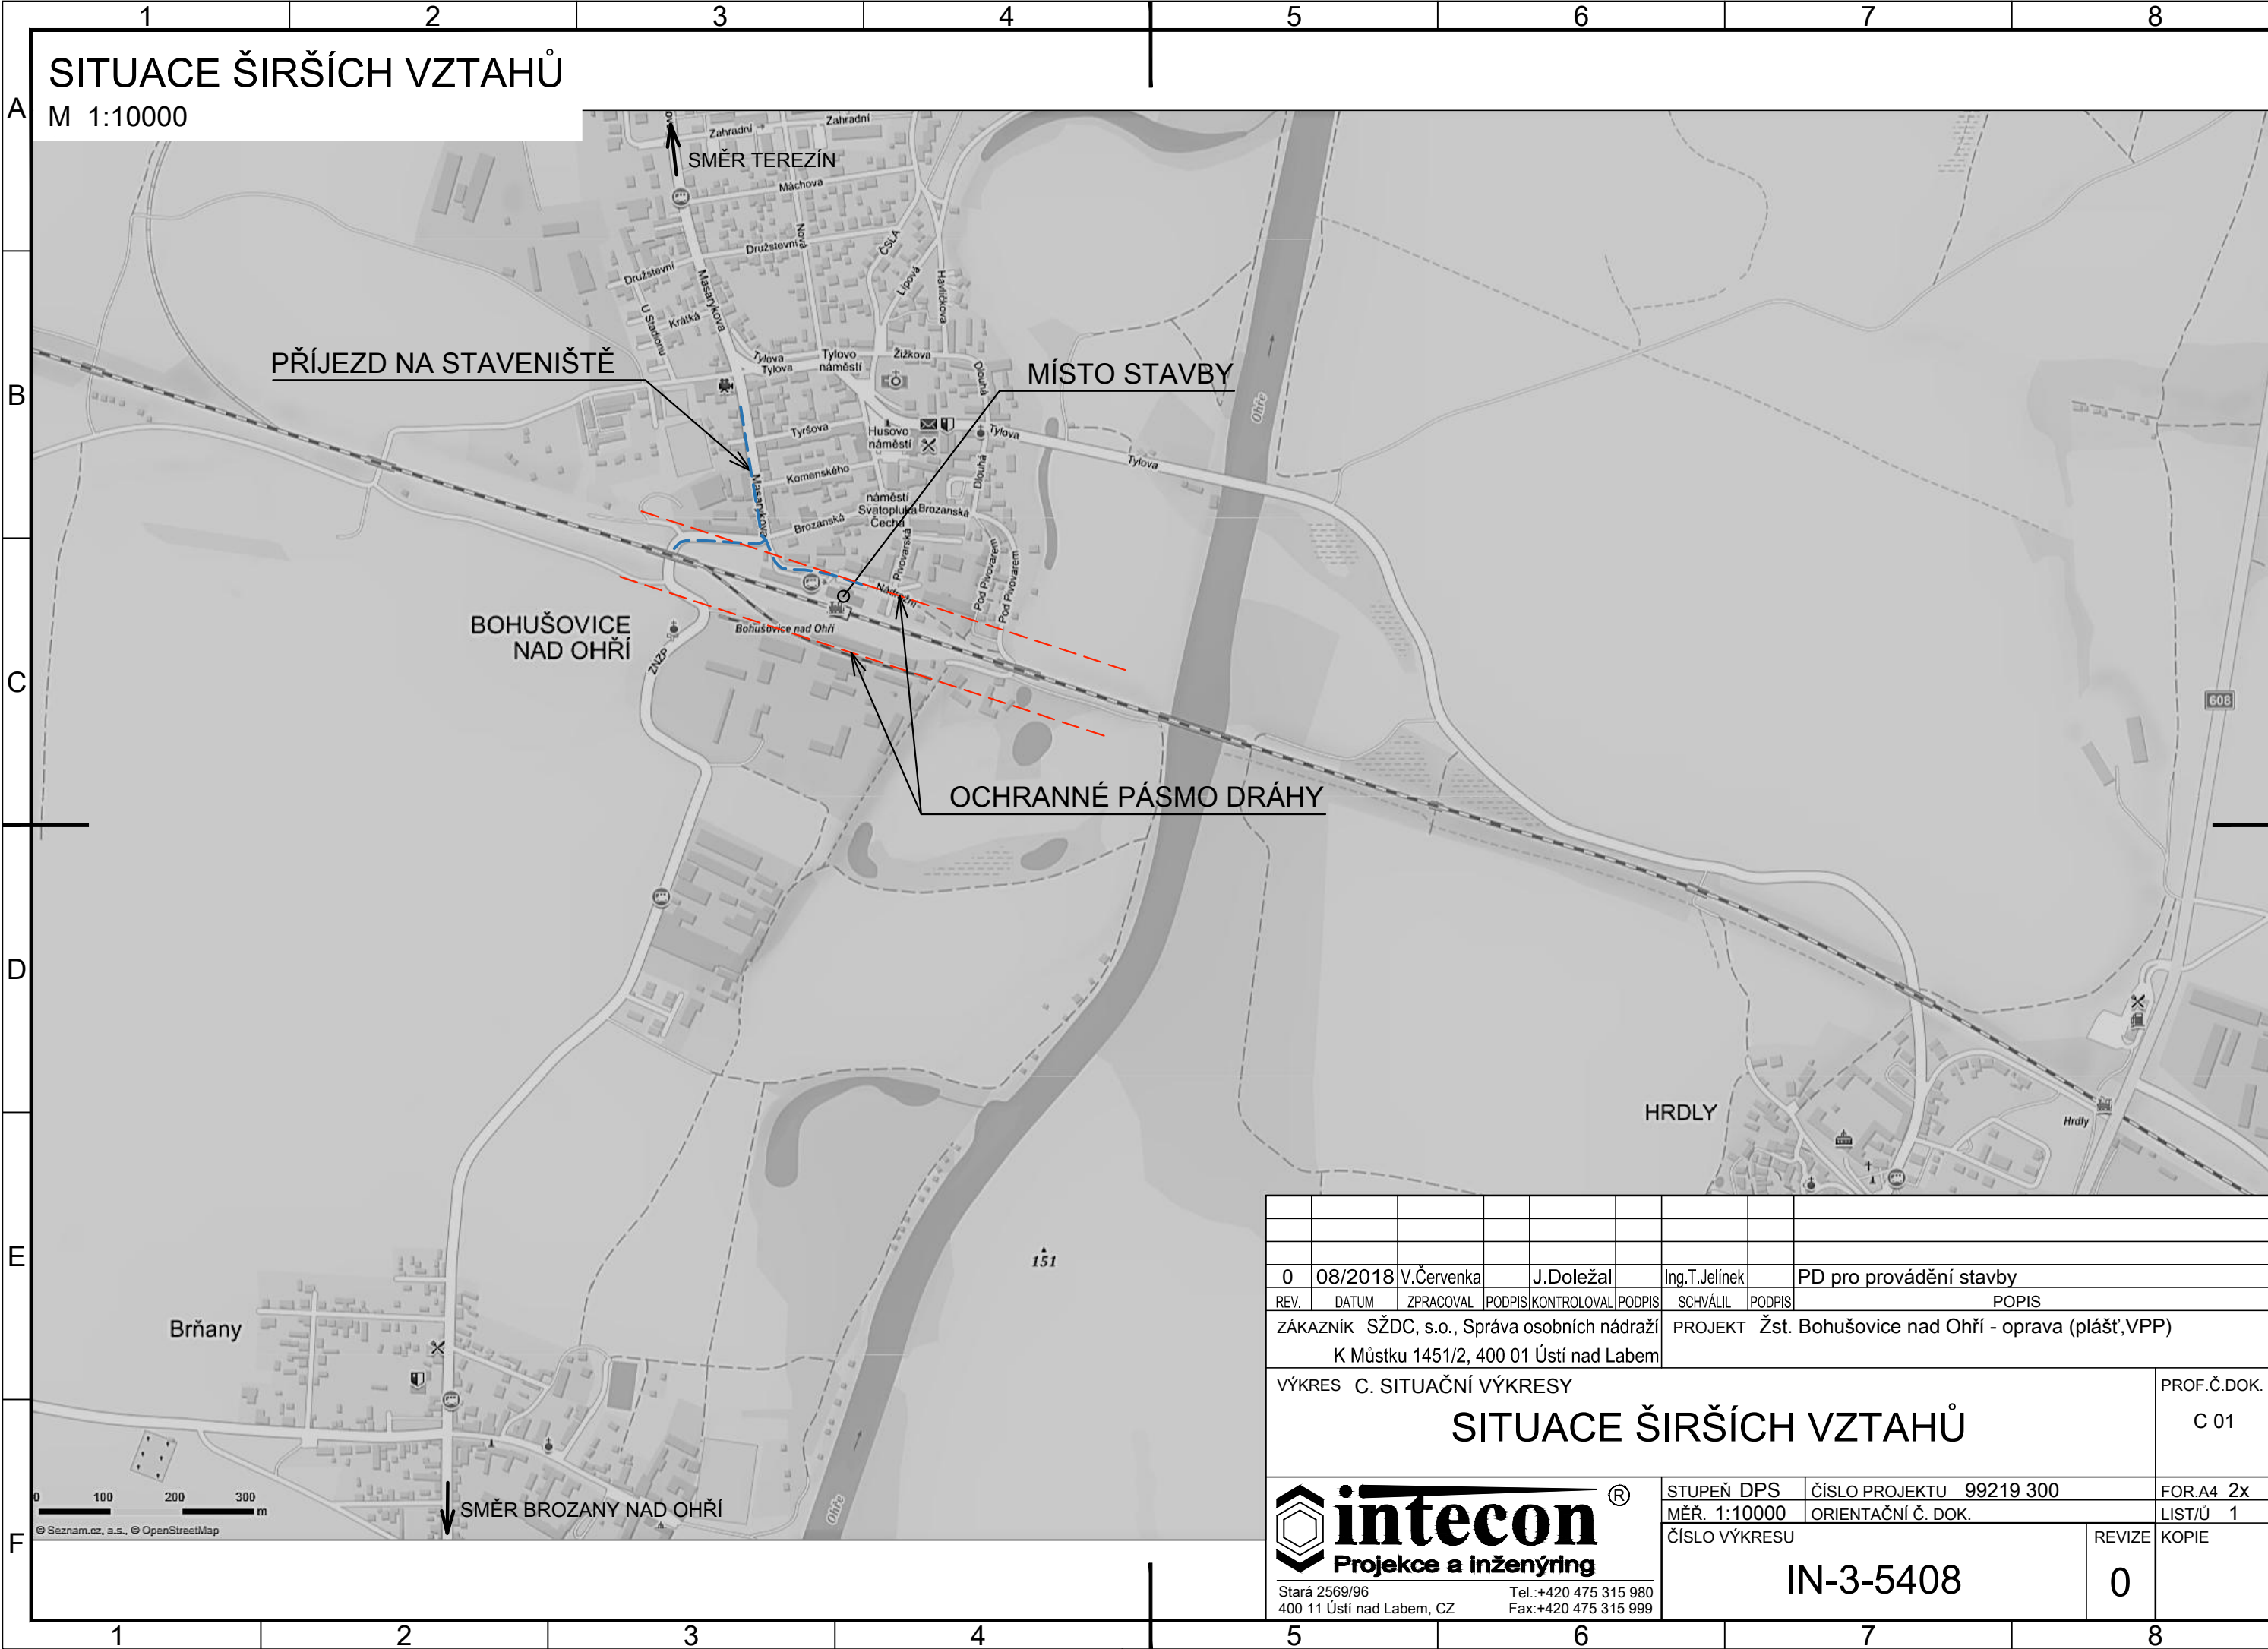 1 2 3 4 5 6 7 8
A
B
C
D
E
F
SITUACE ŠIRŠÍCH VZTAHŮ
M 1:10000
Zahradní
Zahradní
SMĚR TEREZÍN
Máchova
Nová
Družstevní
ČSLA
Družstevní
Masarykova
Lípová
Havlíčkova
U Stadionu
Krátká
PŘÍJEZD NA STAVENIŠTĚ
Tylova
Tylova
Tylovo
náměstí
Žižkova
Dlouhá
MÍSTO STAVBY
Ohře
Tyršova
Husovo
náměstí
Tylova
Tylova
Komenského
Dlouhá
Masarykova
náměstí
Svatopluka
Čecha
Brozanská
Brozanská
Pivovarská
Pod Pivovarem
Pod Pivovarem
Nádražní
BOHUŠOVICE
NAD OHŘÍ
Bohušovice nad Ohří
ZNZP
608
OCHRANNÉ PÁSMO DRÁHY
HRDLY
Hrdly
151
Brňany
0 100 200 300
m
© Seznam.cz, a.s., © OpenStreetMap
SMĚR BROZANY NAD OHŘÍ
Ohře
0 08/2018 V.Červenka J.Doležal Ing.T.Jelínek PD pro provádění stavby
REV. DATUM ZPRACOVAL PODPIS KONTROLOVAL PODPIS SCHVÁLIL PODPIS POPIS
ZÁKAZNÍK SŽDC, s.o., Správa osobních nádraží
K Můstku 1451/2, 400 01 Ústí nad Labem
PROJEKT Žst. Bohušovice nad Ohří - oprava (plášť,VPP)
VÝKRES C. SITUAČNÍ VÝKRESY
SITUACE ŠIRŠÍCH VZTAHŮ
PROF.Č.DOK.
C 01
intecon ®
Projekce a inženýring
Stará 2569/96
400 11 Ústí nad Labem, CZ
Tel.:+420 475 315 980
Fax:+420 475 315 999
STUPEŇ DPS ČÍSLO PROJEKTU 99219 300 FOR.A4 2x
MĚŘ. 1:10000 ORIENTAČNÍ Č. DOK. LIST/Ů 1
ČÍSLO VÝKRESU
IN-3-5408
REVIZE
0
KOPIE
1 2 3 4 5 6 7 8